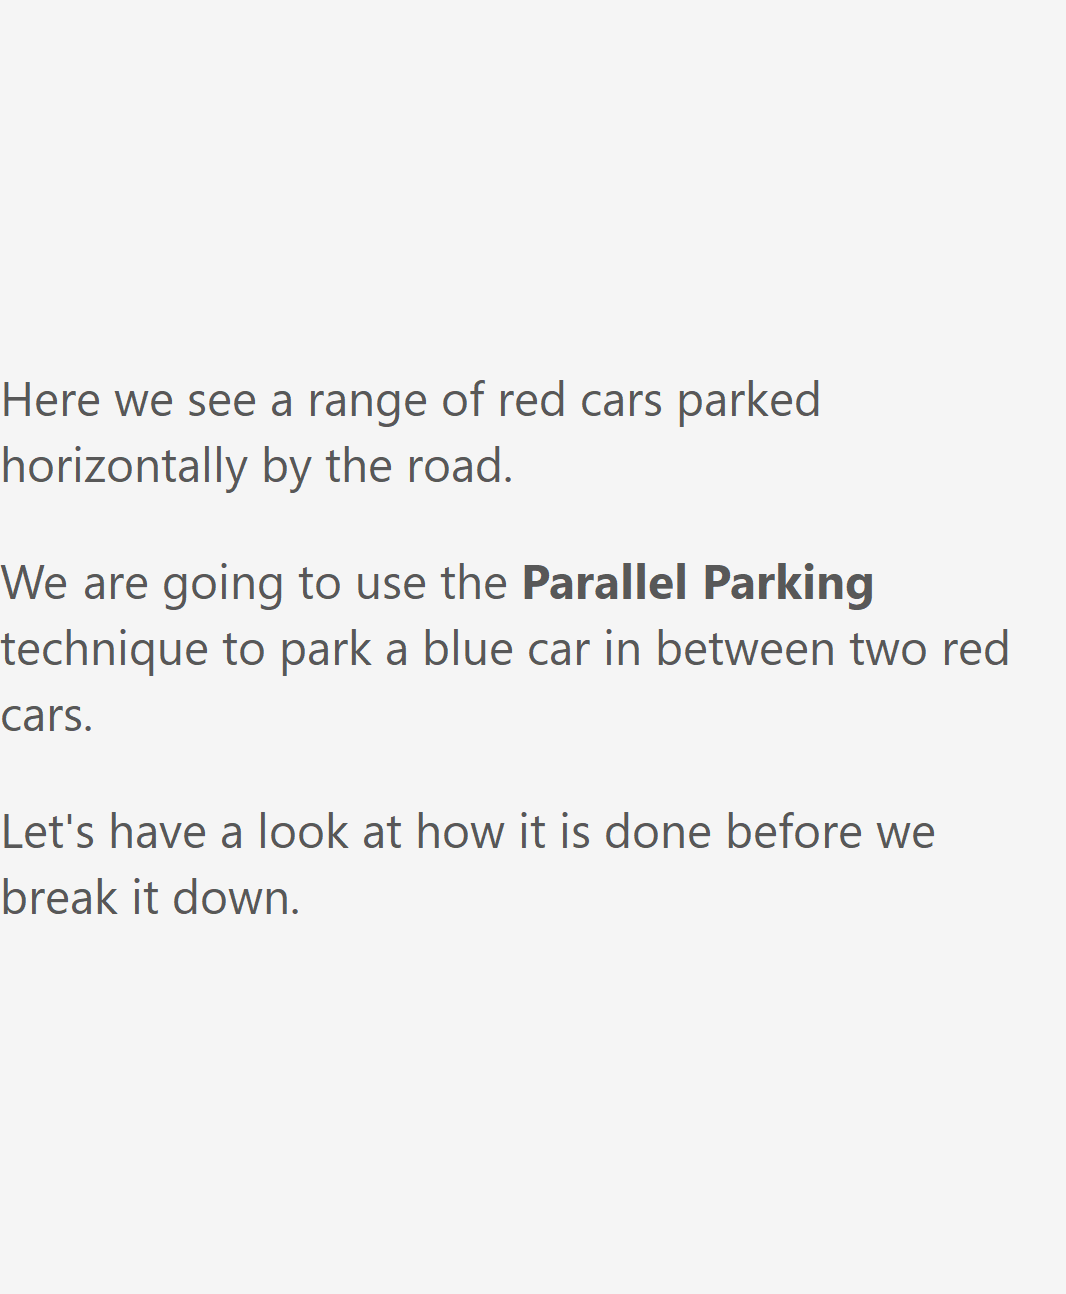 Here we see a range of red cars parked
horizontally by the road.
We are going to use the Parallel Parking
technique to park a blue car in between two red
cars.
Let's have a look at how it is done before we
break it down.